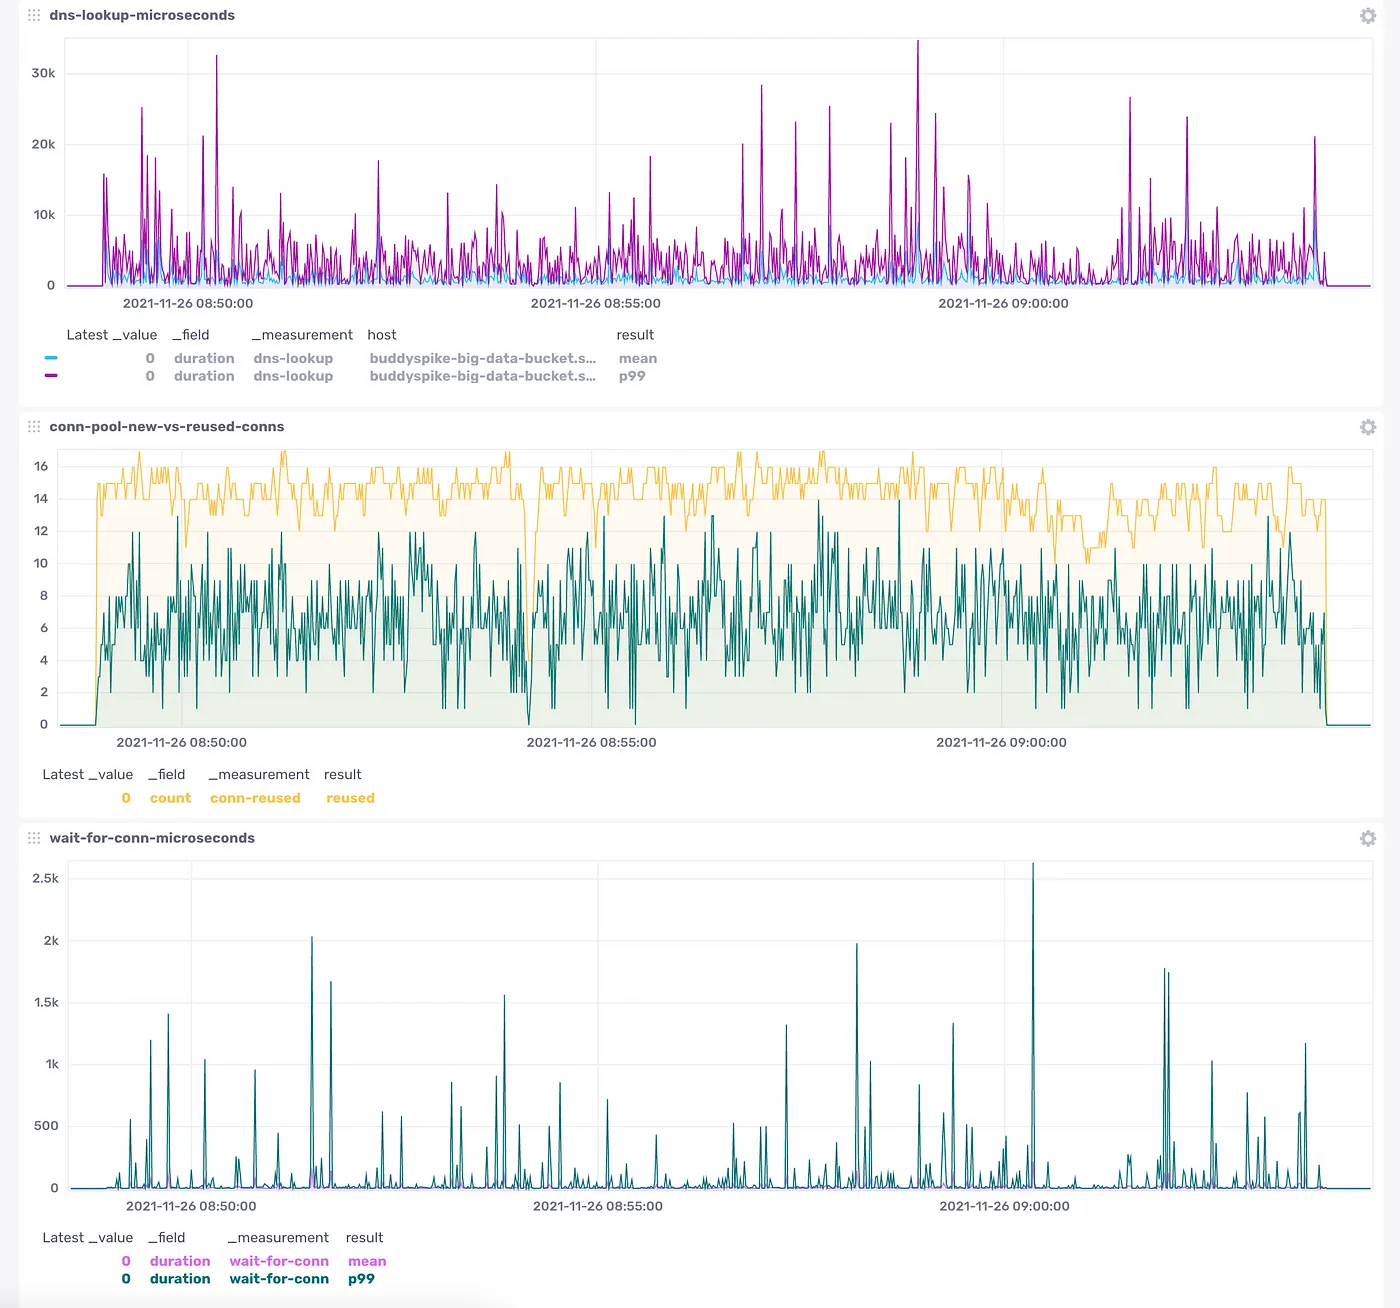 dns-lookup-microseconds
30k
20k
10k
0
2021-11-26 08:50:00 2021-11-26 08:55:00 2021-11-26 09:00:00
Latest _value _field _measurement host result
0 duration dns-lookup buddyspike-big-data-bucket.s... mean
0 duration dns-lookup buddyspike-big-data-bucket.s... p99
conn-pool-new-vs-reused-conns
16
14
12
10
8
6
4
2
0
2021-11-26 08:50:00 2021-11-26 08:55:00 2021-11-26 09:00:00
Latest _value _field _measurement result
0 count conn-reused reused
wait-for-conn-microseconds
2.5k
2k
1.5k
1k
500
0
2021-11-26 08:50:00 2021-11-26 08:55:00 2021-11-26 09:00:00
Latest _value _field _measurement result
0 duration wait-for-conn mean
0 duration wait-for-conn p99